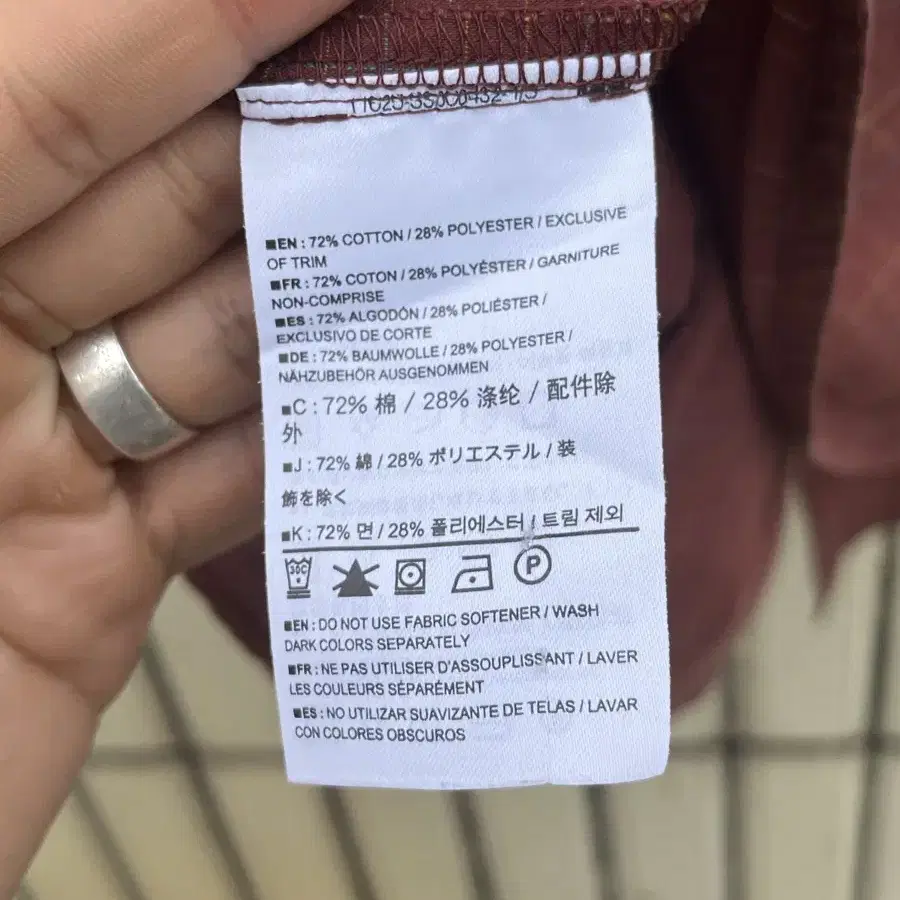 ■EN : 72% COTTON / 28% POLYESTER / EXCLUSIVE
OF TRIM
■FR : 72% COTON / 28% POLYÉSTER / GARNITURE
NON-COMPRISE
■ES : 72% ALGODÓN / 28% POLIÉSTER /
EXCLUSIVO DE CORTE
■DE : 72% BAUMWOLLE / 28% POLYESTER /
NÄHZUBEHÖR AUSGENOMMEN
■C : 72% 棉 / 28% 涤纶 / 配件除
外
■J : 72% 綿 / 28% ポリエステル / 装
飾を除く
■K : 72% 면 / 28% 폴리에스터 / 트림 제외
30C
P
■EN : DO NOT USE FABRIC SOFTENER / WASH
DARK COLORS SEPARATELY
■FR : NE PAS UTILISER D'ASSOUPLISSANT / LAVER
LES COULEURS SÉPARÉMENT
■ES : NO UTILIZAR SUAVIZANTE DE TELAS / LAVAR
CON COLORES OBSCUROS